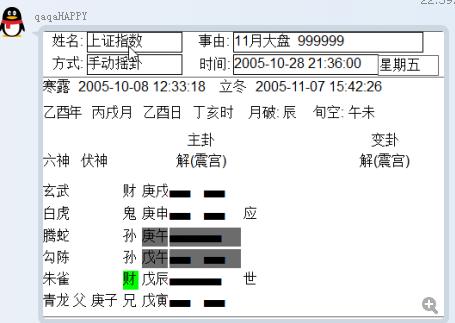 qaqaHAPPY
姓名: 上证指数 事由: 11月大盘 999999
方式: 手动摇卦 时间: 2005-10-28 21:36:00 星期五
寒露 2005-10-08 12:33:18 立冬 2005-11-07 15:42:26
乙酉年 丙戌月 乙酉日 丁亥时 月破: 辰 旬空: 午未
主卦 变卦
六神 伏神 解(震宫) 解(震宫)
玄武 财 庚戌
白虎 鬼 庚申 应
腾蛇 孙 庚午
勾陈 孙 戊午
朱雀 财 戊辰 世
青龙 父 庚子 兄 戊寅